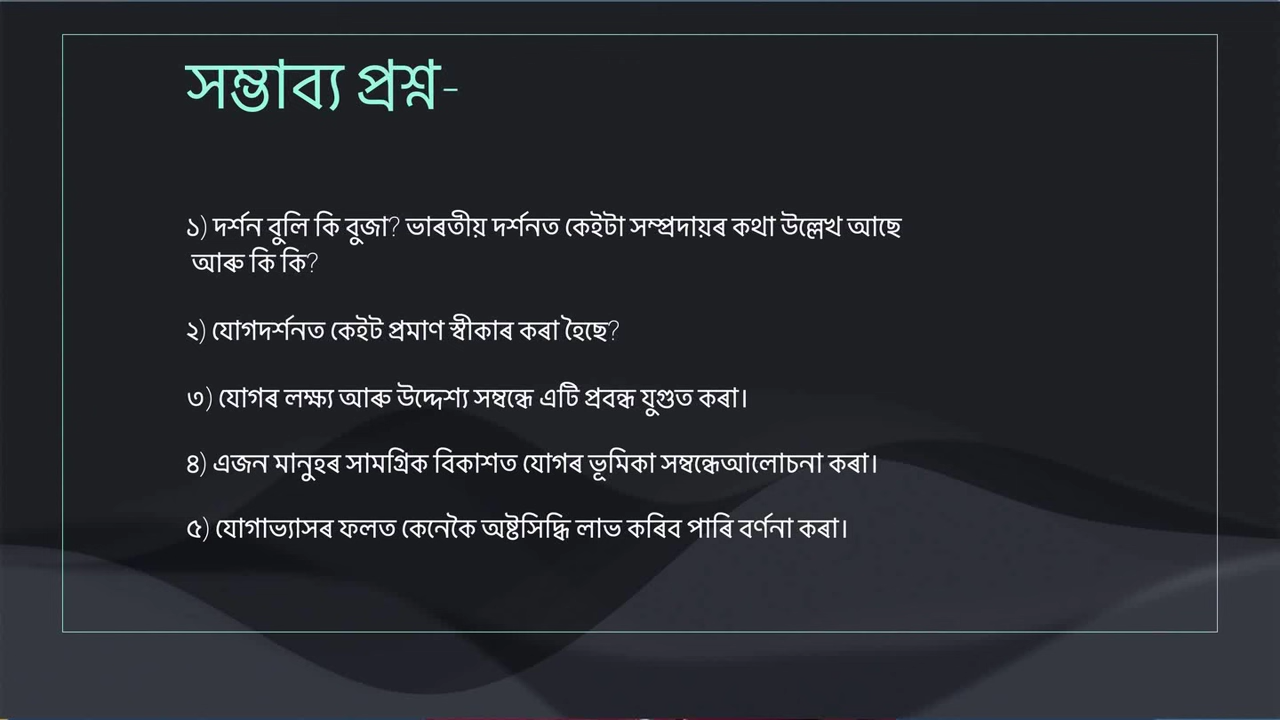 সম্ভাব্য প্ৰশ্ন-
১) দৰ্শন বুলি কি বুজা? ভাৰতীয় দৰ্শনত কেইটা সম্প্ৰদায়ৰ কথা উল্লেখ আছে
আৰু কি কি?
২) যোগদৰ্শনত কেইট প্ৰমাণ স্বীকাৰ কৰা হৈছে?
৩) যোগৰ লক্ষ্য আৰু উদ্দেশ্য সম্বন্ধে এটি প্ৰবন্ধ যুগুত কৰা।
৪) এজন মানুহৰ সামগ্ৰিক বিকাশত যোগৰ ভূমিকা সম্বন্ধেআলোচনা কৰা।
৫) যোগাভ্যাসৰ ফলত কেনেকৈ অষ্টসিদ্ধি লাভ কৰিব পাৰি বৰ্ণনা কৰা।